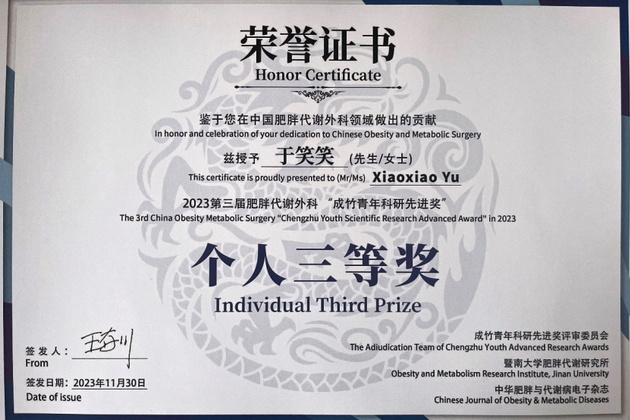 荣誉证书
Honor Certificate
鉴于您在中国肥胖代谢外科领域做出的贡献
In honor and celebration of your dedication to Chinese Obesity and Metabolic Surgery
兹授予 于笑笑 (先生/女士)
This certificate is proudly presented to (Mr/Ms) Xiaoxiao Yu
2023第三届肥胖代谢外科 “成竹青年科研先进奖”
The 3rd China Obesity Metabolic Surgery "Chengzhu Youth Scientific Research Advanced Award" in 2023
个人三等奖
Individual Third Prize
签发人:
From
签发日期: 2023年11月30日
Date of issue
成竹青年科研先进奖评审委员会
The Adiudication Team of Chengzhu Youth Advanced Research Awards
暨南大学肥胖代谢研究所
Obesity and Metabolism Research Institute, Jinan University
中华肥胖与代谢病电子杂志
Chinese Journal of Obesity & Metabolic Diseases